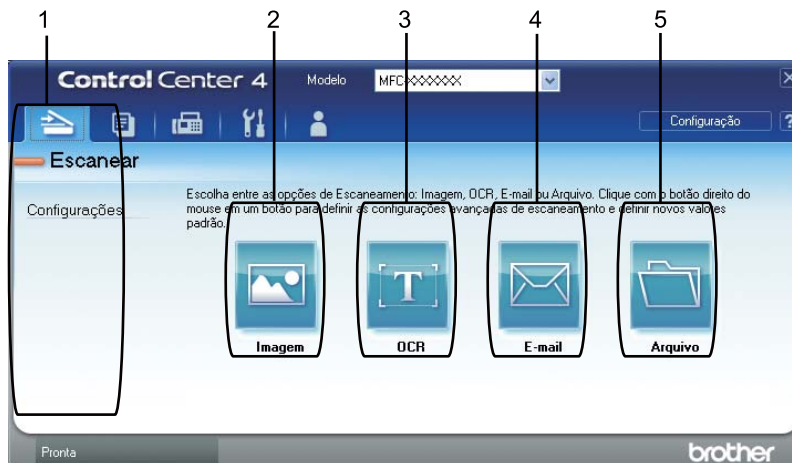 1 2 3 4 5
Control Center 4 Modelo MFC-XXXXXX
Configuração ?
Escanear
Configurações
Escolha entre as opções de Escaneamento: Imagem, OCR, E-mail ou Arquivo. Clique com o botão direito do
mouse em um botão para definir as configurações avançadas de escaneamento e definir novos valores
padrão.
T
Imagem OCR E-mail Arquivo
Pronta brother